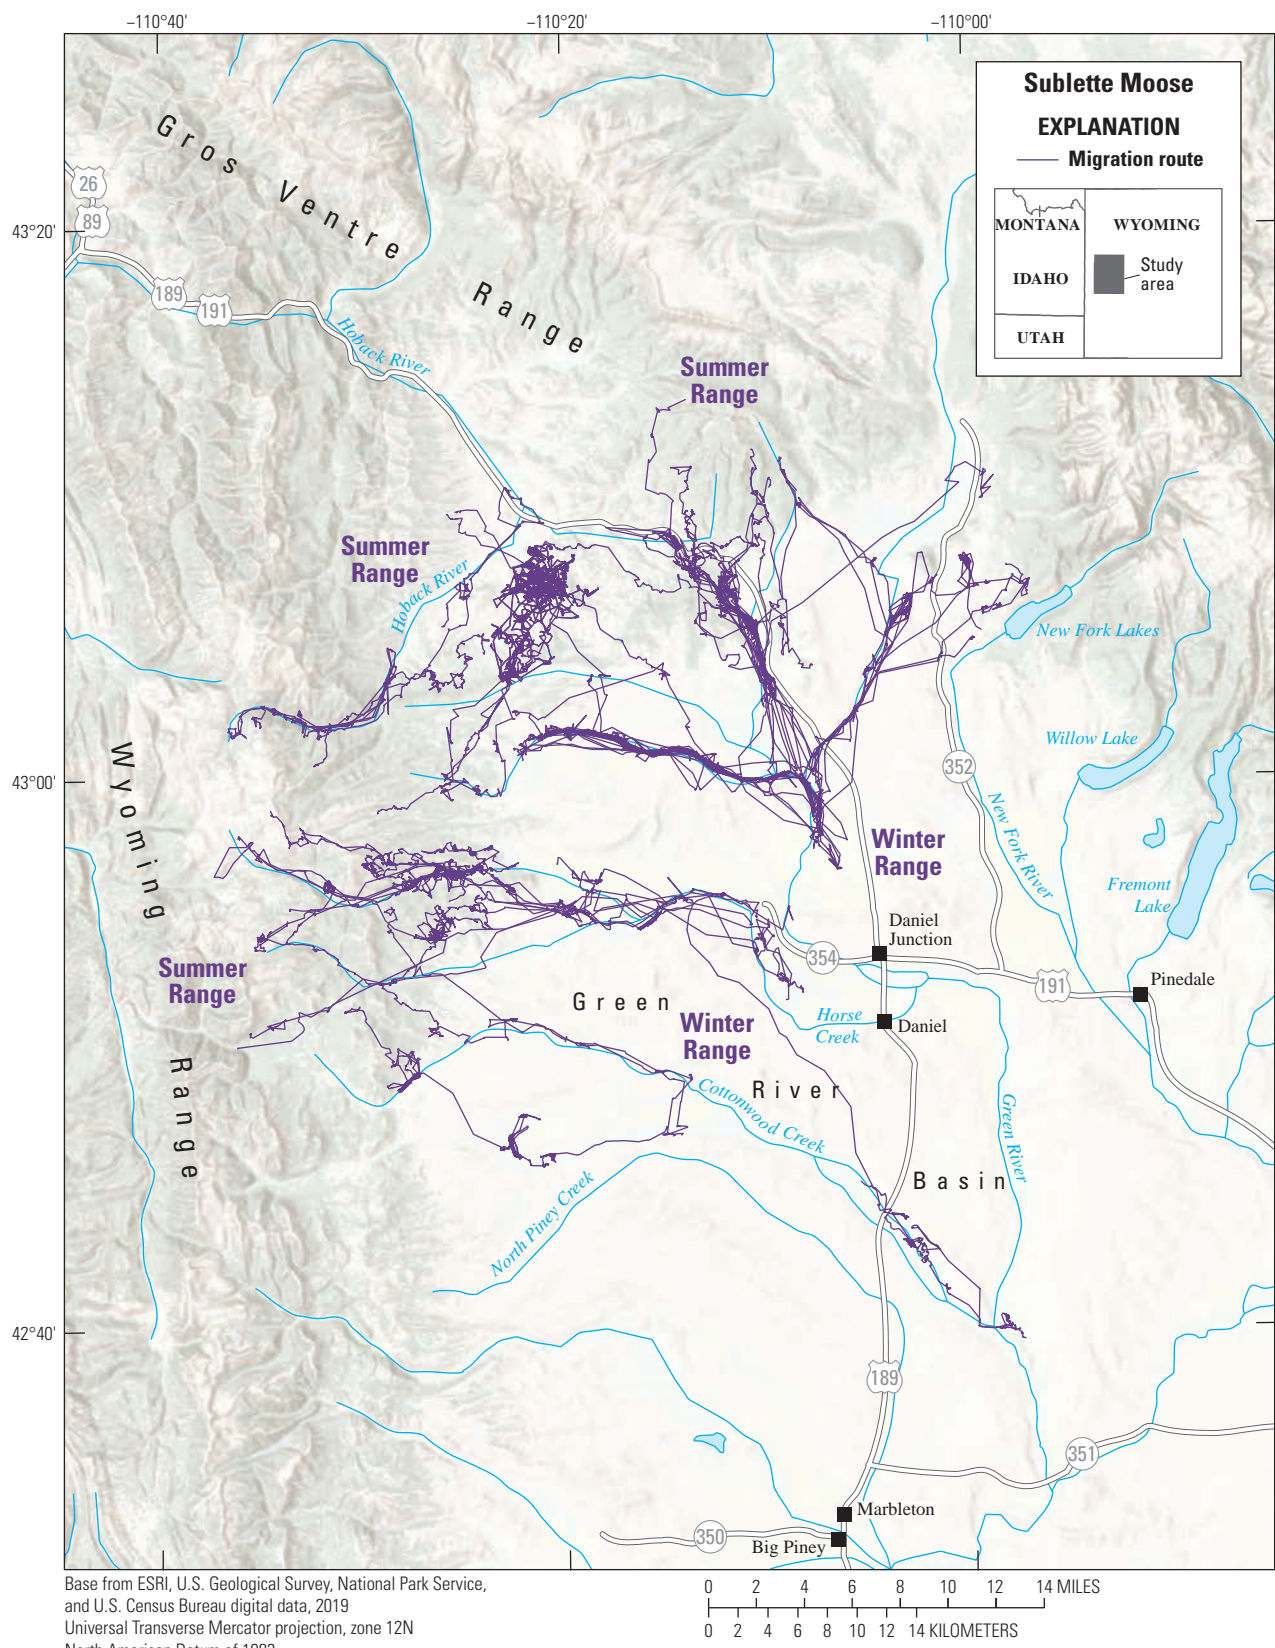 −110°40'
−110°20'
−110°00'
Sublette Moose
EXPLANATION
Migration route
MONTANA
WYOMING
IDAHO
Study
area
UTAH
Gros Ventre Range
26
89
43°20'
189
191
Hoback River
Summer
Range
Summer
Range
Hoback River
New Fork Lakes
Willow Lake
352
43°00'
Wyoming Range
New Fork River
Winter
Range
Fremont
Lake
Daniel
Junction
354
Summer
Range
191
Pinedale
Green River Basin
Horse
Creek
Daniel
Winter
Range
Cottonwood Creek
Green River
North Piney Creek
42°40'
189
351
Marbleton
350
Big Piney
Base from ESRI, U.S. Geological Survey, National Park Service,
and U.S. Census Bureau digital data, 2019
Universal Transverse Mercator projection, zone 12N
0 2 4 6 8 10 12 14 MILES
0 2 4 6 8 10 12 14 KILOMETERS